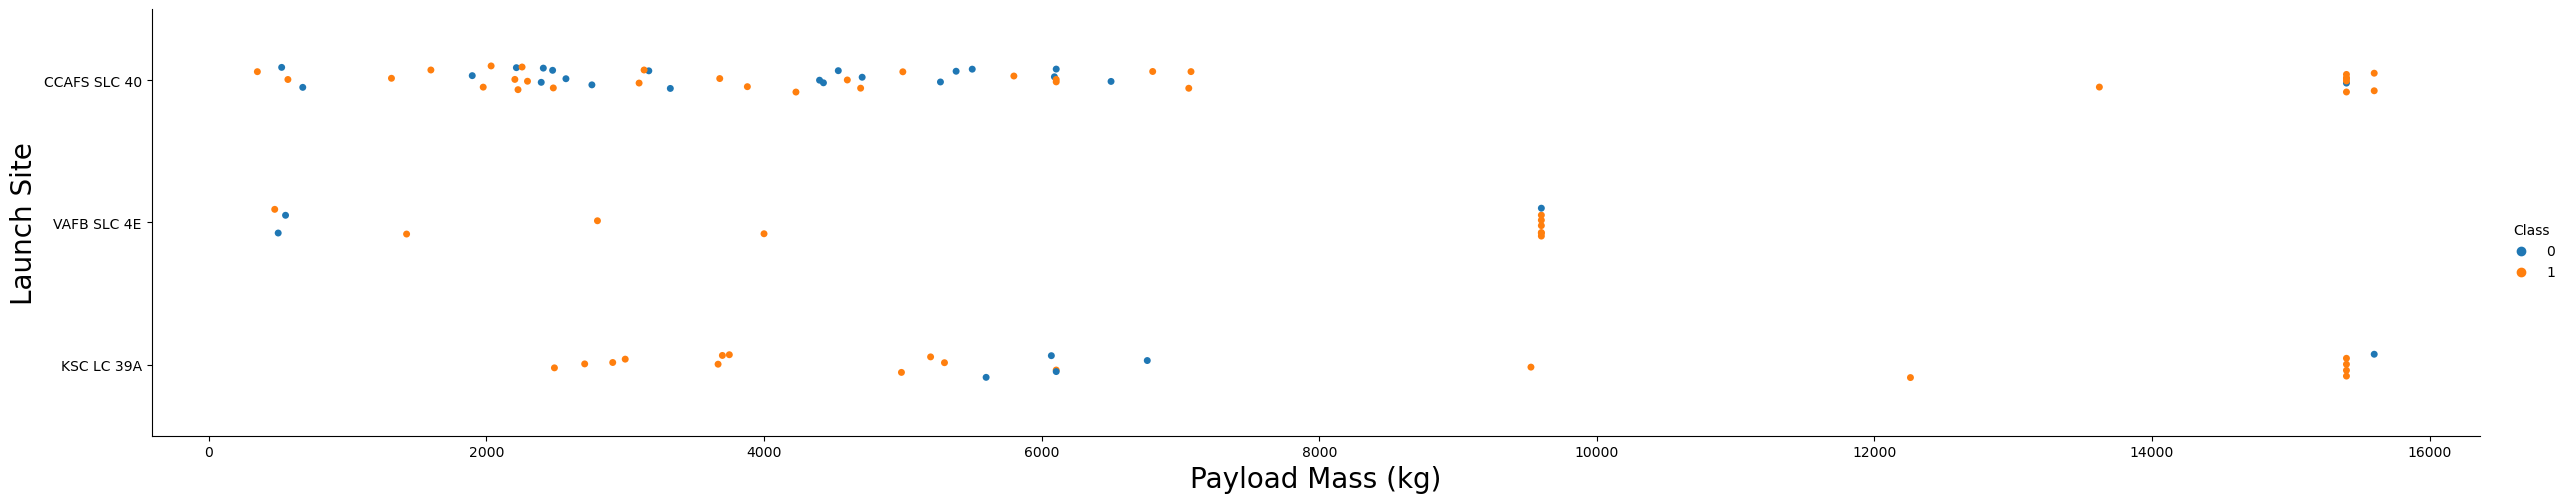 Launch Site
CCAFS SLC 40
VAFB SLC 4E
KSC LC 39A
0 2000 4000 6000 8000 10000 12000 14000 16000
Payload Mass (kg)
Class
0
1